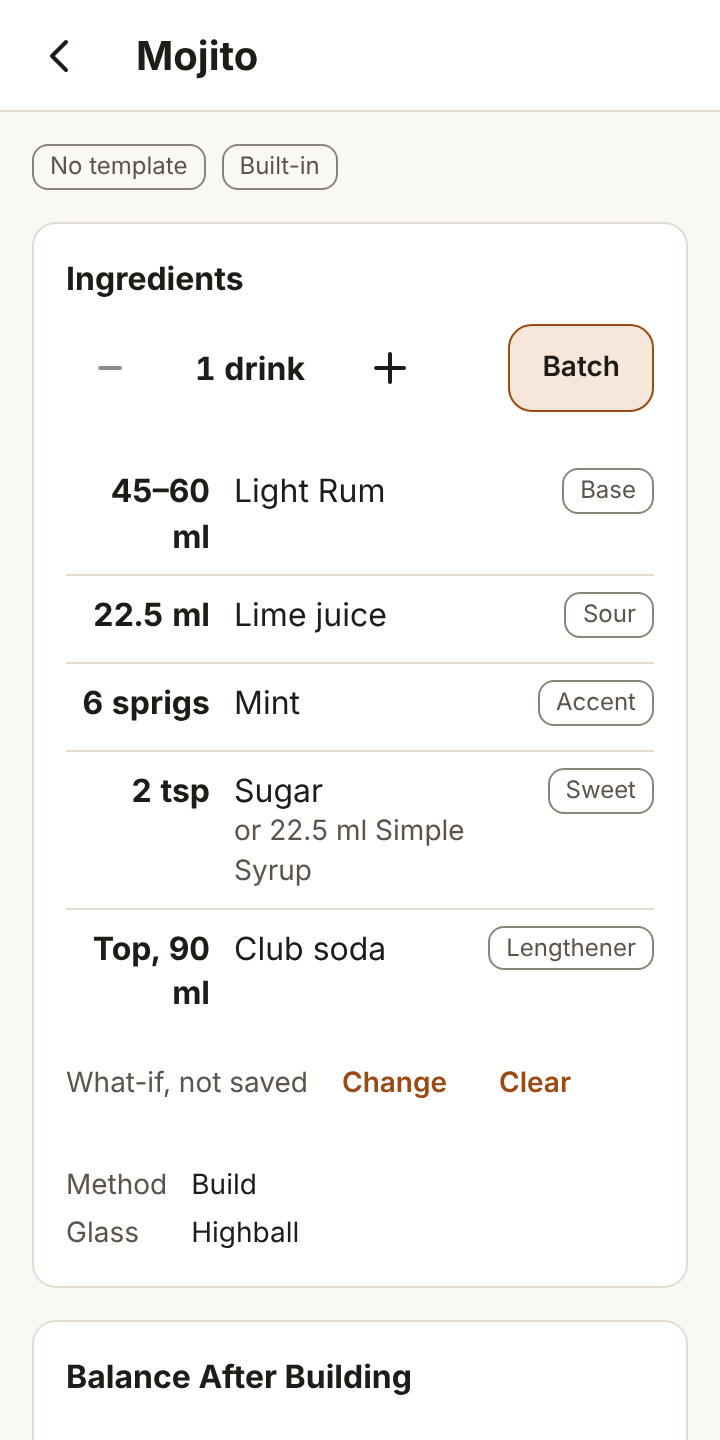 Mojito
No template Built-in
Ingredients
1 drink Batch
45–60 ml Light Rum Base
22.5 ml Lime juice Sour
6 sprigs Mint Accent
2 tsp Sugar Sweet
or 22.5 ml Simple
Syrup
Top, 90 ml Club soda Lengthener
What-if, not saved Change Clear
Method Build
Glass Highball
Balance After Building